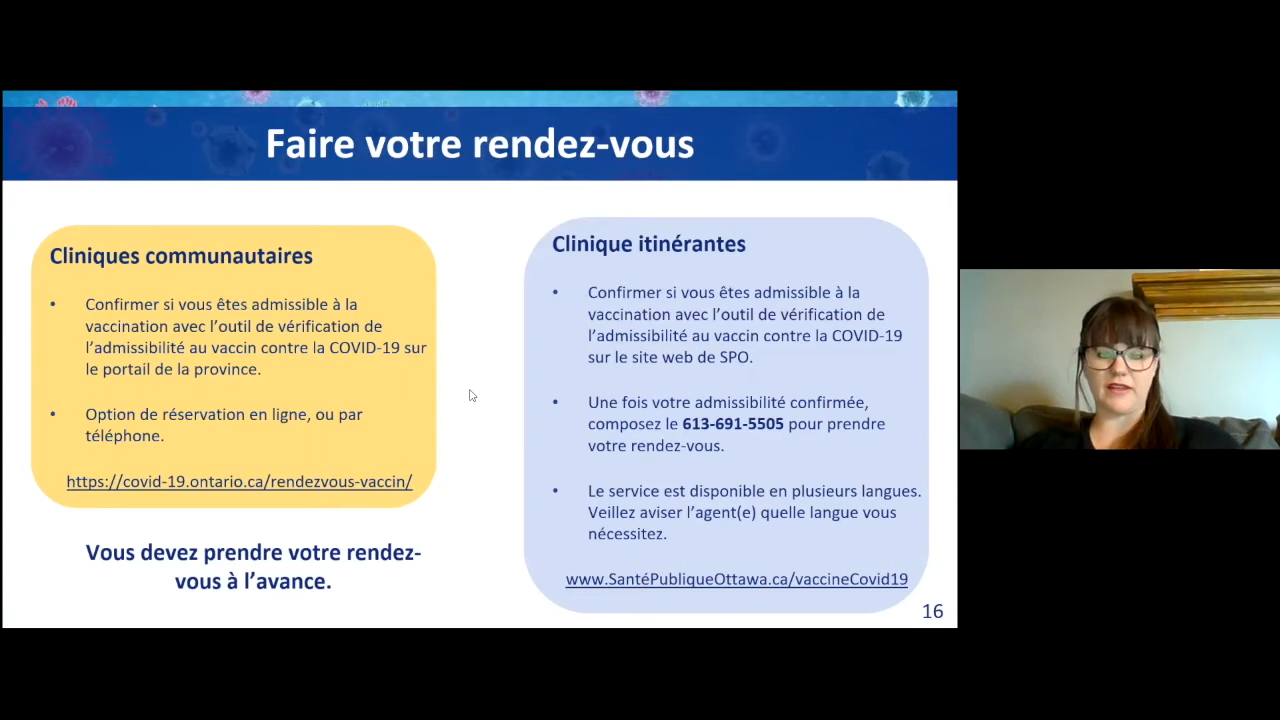 Faire votre rendez-vous
Cliniques communautaires
• Confirmer si vous êtes admissible à la
vaccination avec l’outil de vérification de
l’admissibilité au vaccin contre la COVID-19 sur
le portail de la province.
• Option de réservation en ligne, ou par
téléphone.
https://covid-19.ontario.ca/rendezvous-vaccin/
Vous devez prendre votre rendez-
vous à l’avance.
Clinique itinérantes
• Confirmer si vous êtes admissible à la
vaccination avec l’outil de vérification de
l’admissibilité au vaccin contre la COVID-19
sur le site web de SPO.
• Une fois votre admissibilité confirmée,
composez le 613-691-5505 pour prendre
votre rendez-vous.
• Le service est disponible en plusieurs langues.
Veillez aviser l’agent(e) quelle langue vous
nécessitez.
www.SantéPubliqueOttawa.ca/vaccineCovid19
16